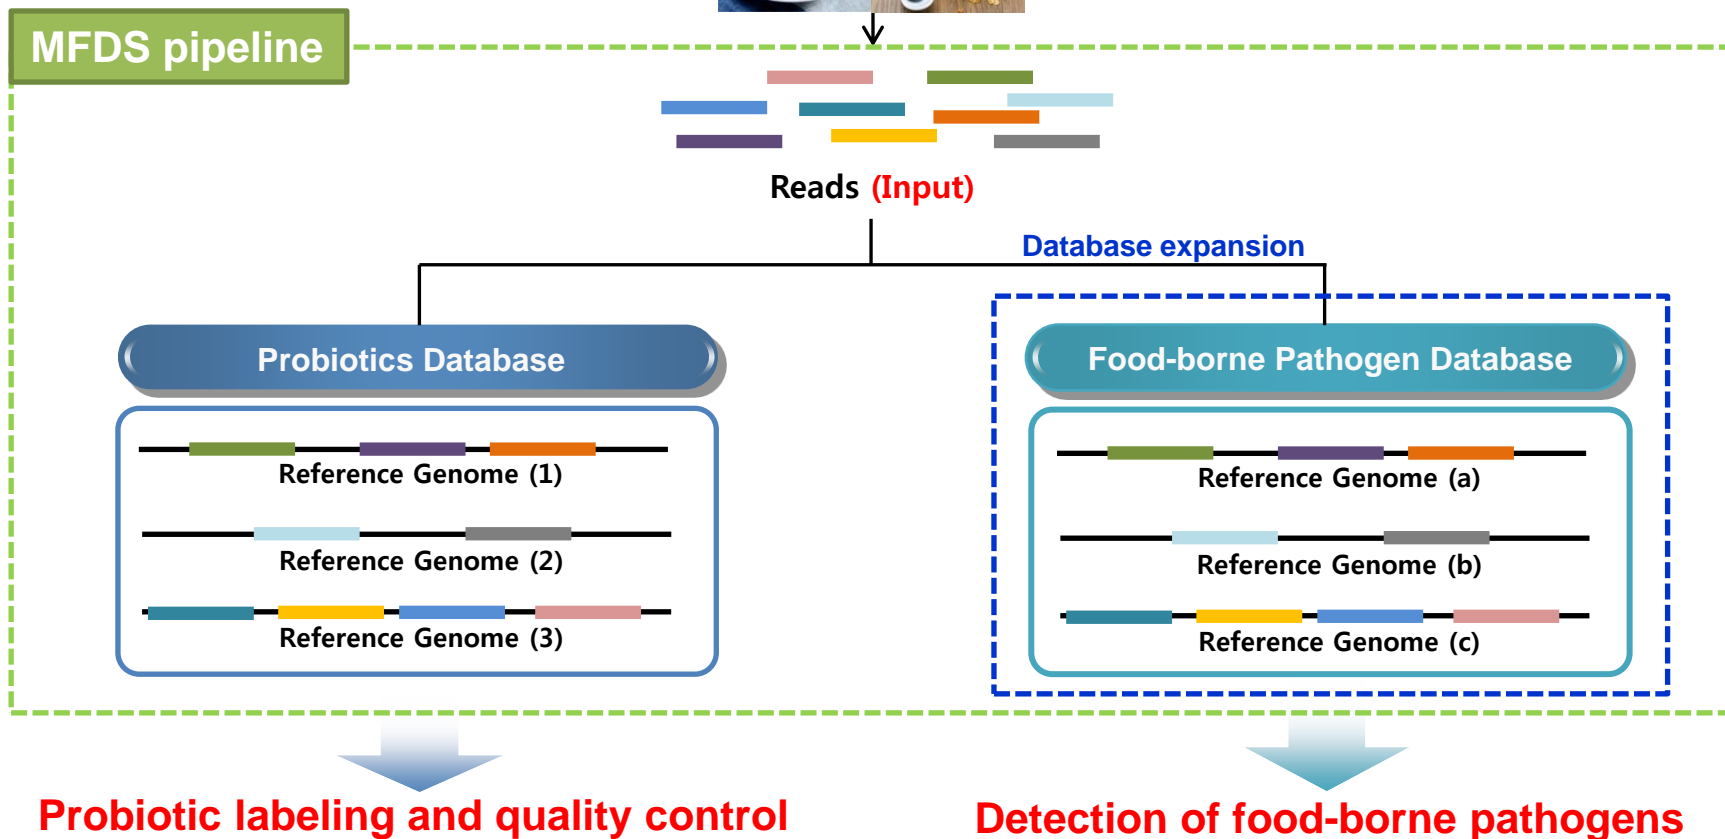 MFDS pipeline
Reads (Input)
Database expansion
Probiotics Database
Reference Genome (1)
Reference Genome (2)
Reference Genome (3)
Food-borne Pathogen Database
Reference Genome (a)
Reference Genome (b)
Reference Genome (c)
Probiotic labeling and quality control
Detection of food-borne pathogens